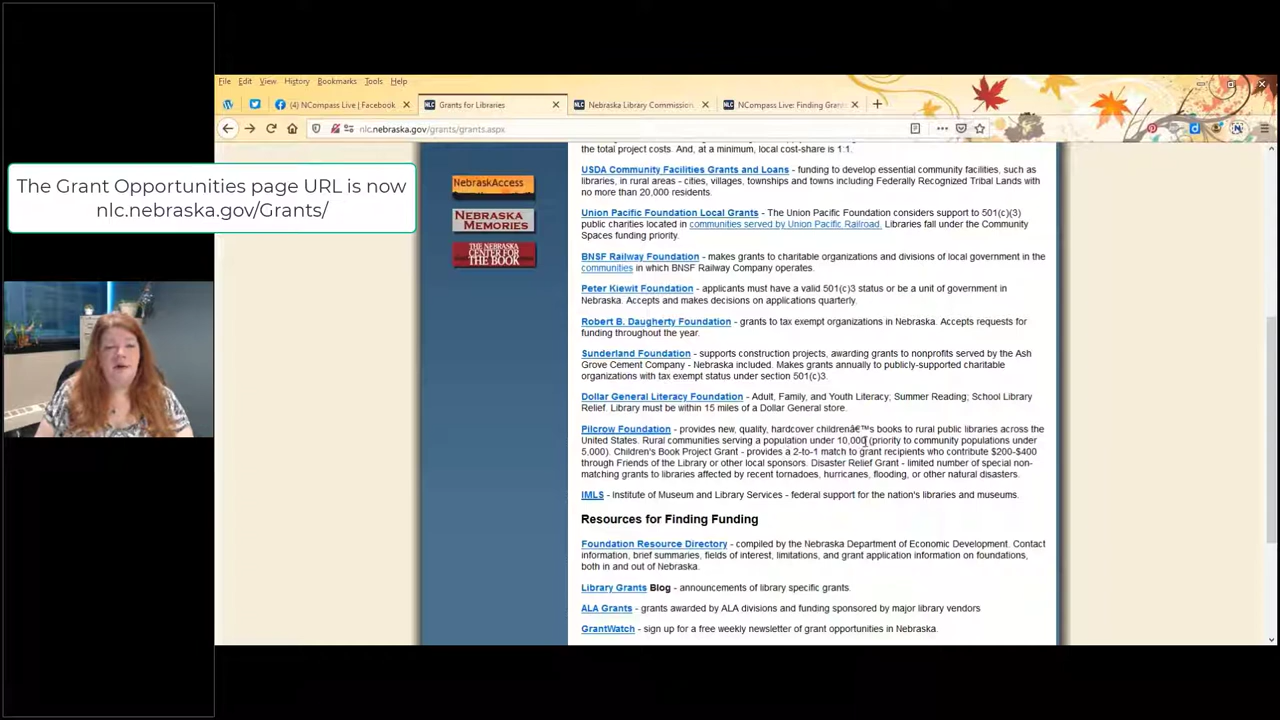 File Edit View History Bookmarks Tools Help
(4) NCompass Live | Facebook
NLC Grants for Libraries
NLC Nebraska Library Commission
NLC NCompass Live: Finding Grant
nlc.nebraska.gov/grants/grants.aspx
The Grant Opportunities page URL is now
nlc.nebraska.gov/Grants/
NebraskAccess
NEBRASKA
MEMORIES
THE NEBRASKA
CENTER FOR
THE BOOK
the total project costs. And, at a minimum, local cost-share is 1:1.
USDA Community Facilities Grants and Loans - funding to develop essential community facilities, such as
libraries, in rural areas - cities, villages, townships and towns including Federally Recognized Tribal Lands with
no more than 20,000 residents.
Union Pacific Foundation Local Grants - The Union Pacific Foundation considers support to 501(c)(3)
public charities located in communities served by Union Pacific Railroad. Libraries fall under the Community
Spaces funding priority.
BNSF Railway Foundation - makes grants to charitable organizations and divisions of local government in the
communities in which BNSF Railway Company operates.
Peter Kiewit Foundation - applicants must have a valid 501(c)3 status or be a unit of government in
Nebraska. Accepts and makes decisions on applications quarterly.
Robert B. Daugherty Foundation - grants to tax exempt organizations in Nebraska. Accepts requests for
funding throughout the year.
Sunderland Foundation - supports construction projects, awarding grants to nonprofits served by the Ash
Grove Cement Company - Nebraska included. Makes grants annually to publicly-supported charitable
organizations with tax exempt status under section 501(c)3.
Dollar General Literacy Foundation - Adult, Family, and Youth Literacy; Summer Reading; School Library
Relief. Library must be within 15 miles of a Dollar General store.
Pilcrow Foundation - provides new, quality, hardcover childrenâ€™s books to rural public libraries across the
United States. Rural communities serving a population under 10,000 (priority to community populations under
5,000). Children's Book Project Grant - provides a 2-to-1 match to grant recipients who contribute $200-$400
through Friends of the Library or other local sponsors. Disaster Relief Grant - limited number of special non-
matching grants to libraries affected by recent tornadoes, hurricanes, flooding, or other natural disasters.
IMLS - Institute of Museum and Library Services - federal support for the nation's libraries and museums.
Resources for Finding Funding
Foundation Resource Directory - compiled by the Nebraska Department of Economic Development. Contact
information, brief summaries, fields of interest, limitations, and grant application information on foundations,
both in and out of Nebraska.
Library Grants Blog - announcements of library specific grants.
ALA Grants - grants awarded by ALA divisions and funding sponsored by major library vendors
GrantWatch - sign up for a free weekly newsletter of grant opportunities in Nebraska.